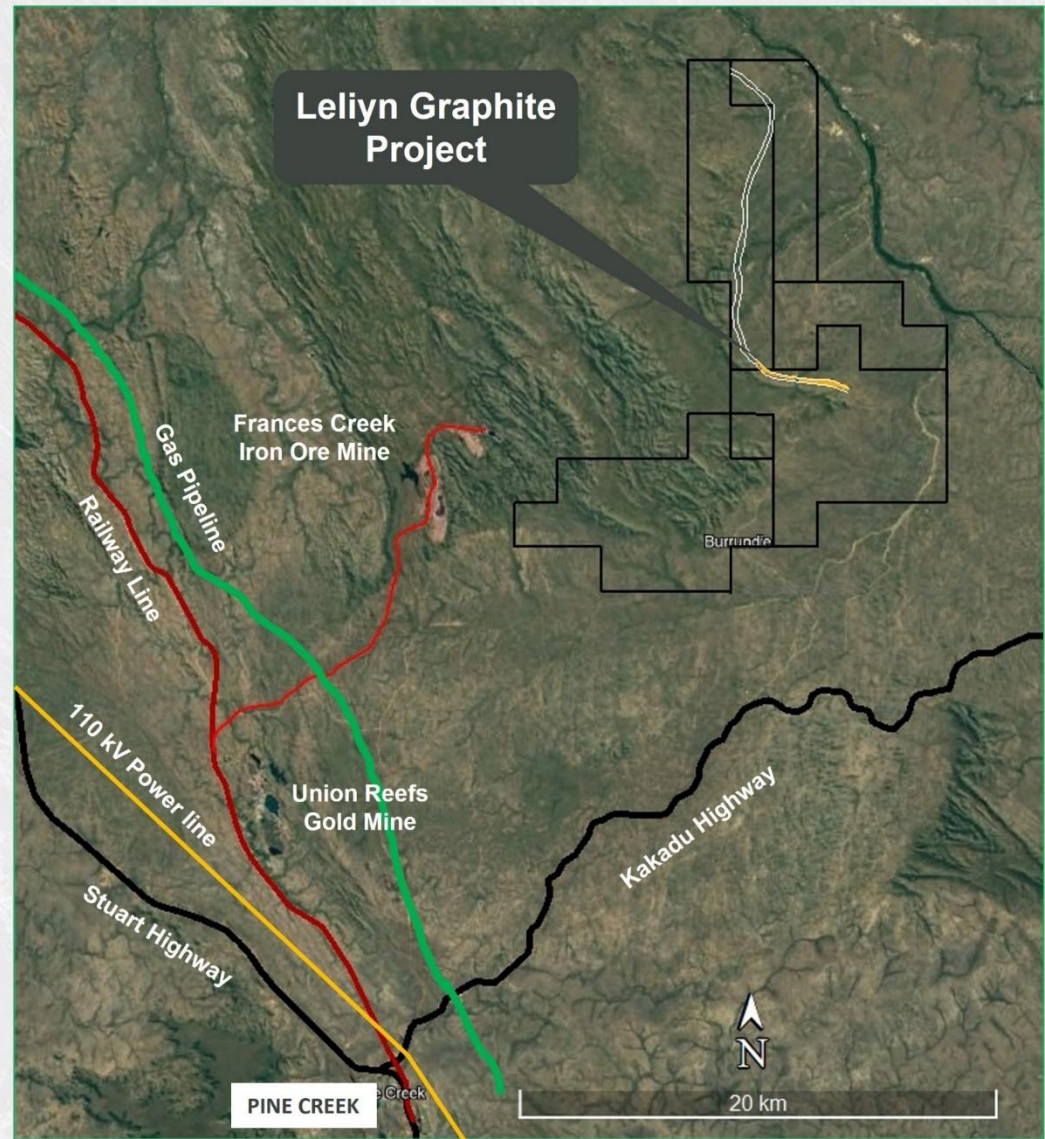 Leliyn Graphite
Project
Frances Creek
Iron Ore Mine
Gas Pipeline
Railway Line
Burrundie
110 kV Power line
Union Reefs
Gold Mine
Kakadu Highway
Stuart Highway
N
20 km
PINE CREEK
e Creek